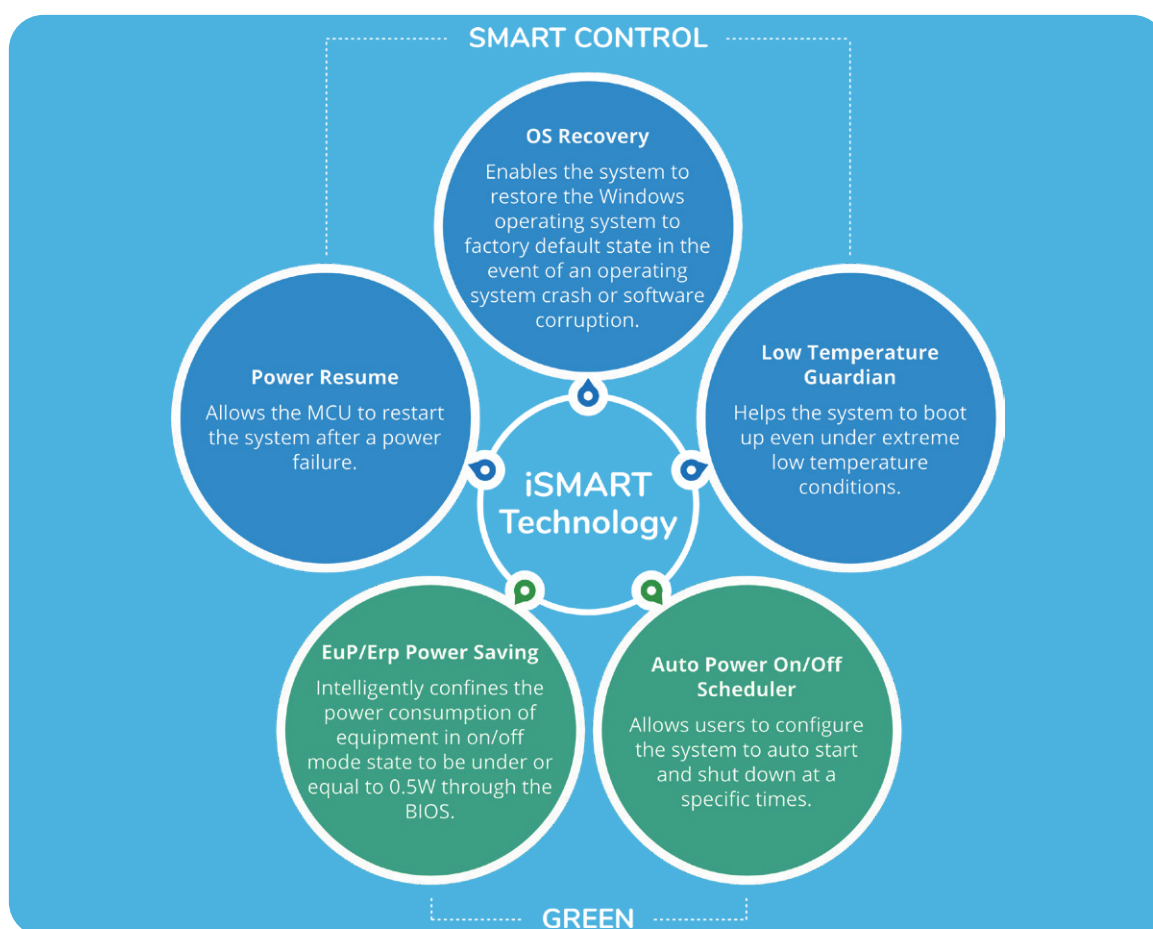 SMART CONTROL
OS Recovery
Enables the system to
restore the Windows
operating system to
factory default state in the
event of an operating
system crash or software
corruption.
Power Resume
Allows the MCU to restart
the system after a power
failure.
Low Temperature
Guardian
Helps the system to boot
up even under extreme
low temperature
conditions.
iSMART
Technology
EuP/Erp Power Saving
Intelligently confines the
power consumption of
equipment in on/off
mode state to be under or
equal to 0.5W through the
BIOS.
Auto Power On/Off
Scheduler
Allows users to configure
the system to auto start
and shut down at a
specific times.
GREEN